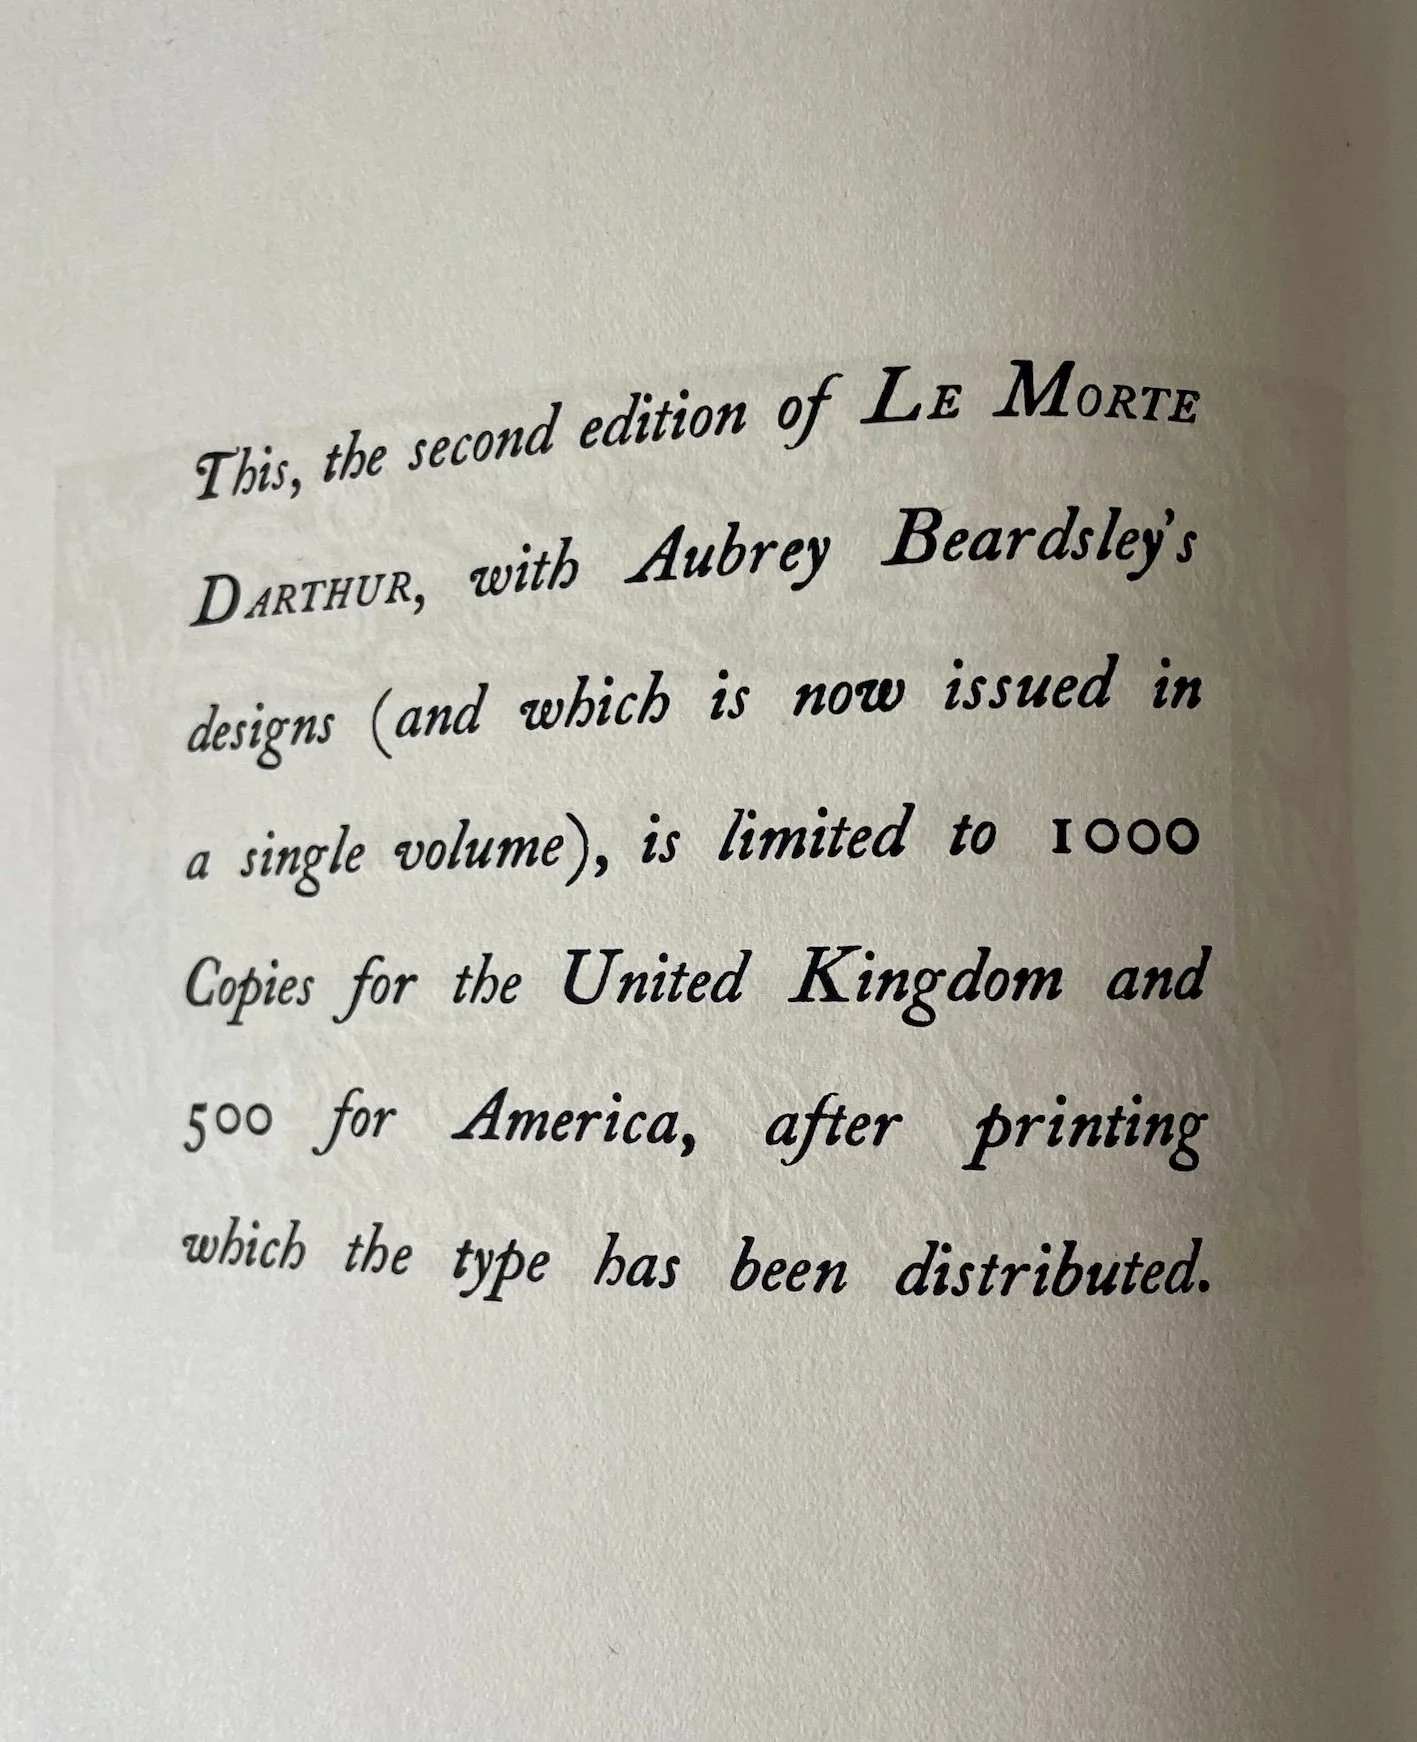 This, the second edition of LE MORTE
DARTHUR, with Aubrey Beardsley's
designs (and which is now issued in
a single volume), is limited to 1000
Copies for the United Kingdom and
500 for America, after printing
which the type has been distributed.